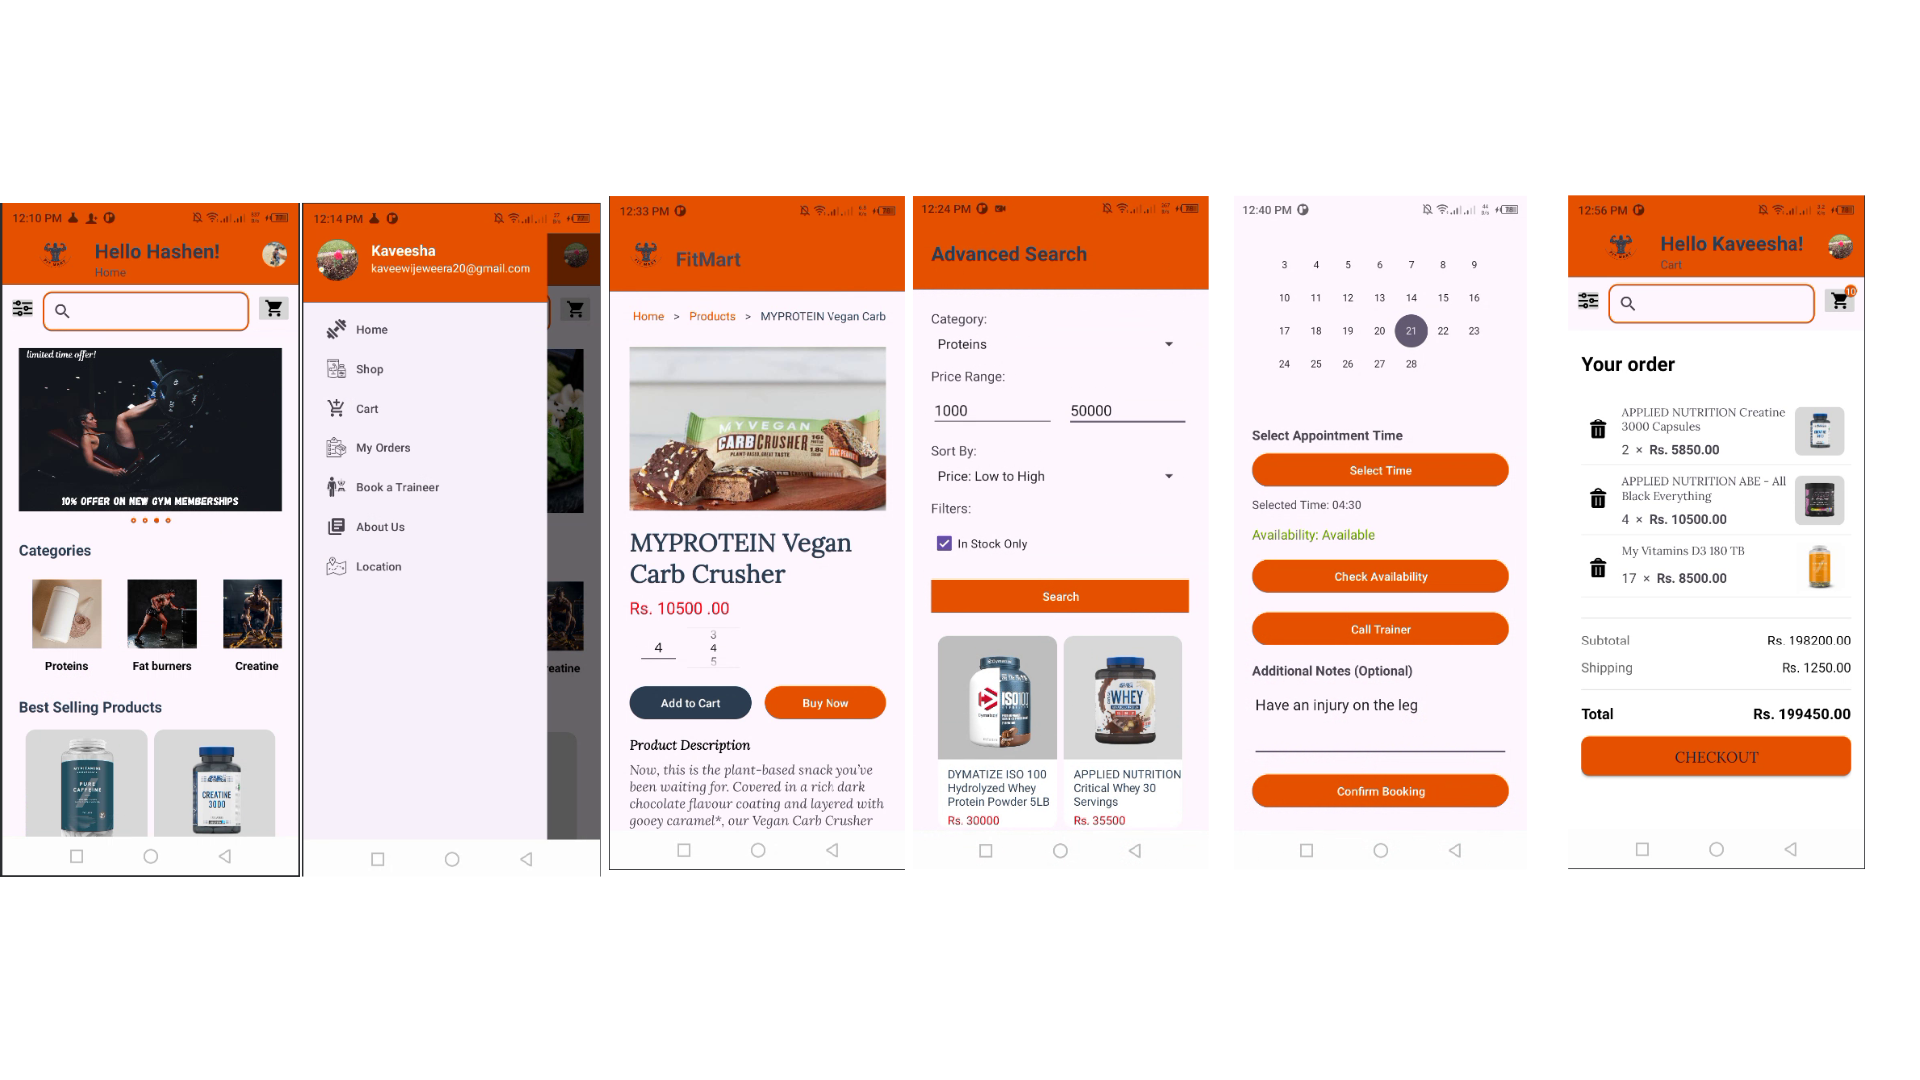 12:10 PM
Hello Hashen!
Home
limited time offer!
10% OFFER ON NEW GYM MEMBERSHIPS
Categories
Proteins
Fat burners
Creatine
Best Selling Products
PURE
CAFFEINE
CREATINE
3000
12:14 PM
Kaveesha
kaveewijeweera20@gmail.com
Home
Shop
Cart
My Orders
Book a Traineer
About Us
Location
eatine
12:33 PM
FitMart
Home > Products > MYPROTEIN Vegan Carb
MYVEGAN
CARB CRUSHER
MYPROTEIN Vegan
Carb Crusher
Rs. 10500 .00
4
3
4
5
Add to Cart
Buy Now
Product Description
Now, this is the plant-based snack you've
been waiting for. Covered in a rich dark
chocolate flavour coating and layered with
gooey caramel*, our Vegan Carb Crusher
12:24 PM
Advanced Search
Category:
Proteins
Price Range:
1000 50000
Sort By:
Price: Low to High
Filters:
In Stock Only
Search
ISO100
WHEY
DYMATIZE ISO 100
Hydrolyzed Whey
Protein Powder 5LB
Rs. 30000
APPLIED NUTRITION
Critical Whey 30
Servings
Rs. 35500
12:40 PM
3 4 5 6 7 8 9
10 11 12 13 14 15 16
17 18 19 20 21 22 23
24 25 26 27 28
Select Appointment Time
Select Time
Selected Time: 04:30
Availability: Available
Check Availability
Call Trainer
Additional Notes (Optional)
Have an injury on the leg
Confirm Booking
12:56 PM
Hello Kaveesha!
Cart
10
Your order
APPLIED NUTRITION Creatine
3000 Capsules
2 × Rs. 5850.00
APPLIED NUTRITION ABE - All
Black Everything
4 × Rs. 10500.00
My Vitamins D3 180 TB
17 × Rs. 8500.00
Subtotal Rs. 198200.00
Shipping Rs. 1250.00
Total Rs. 199450.00
CHECKOUT